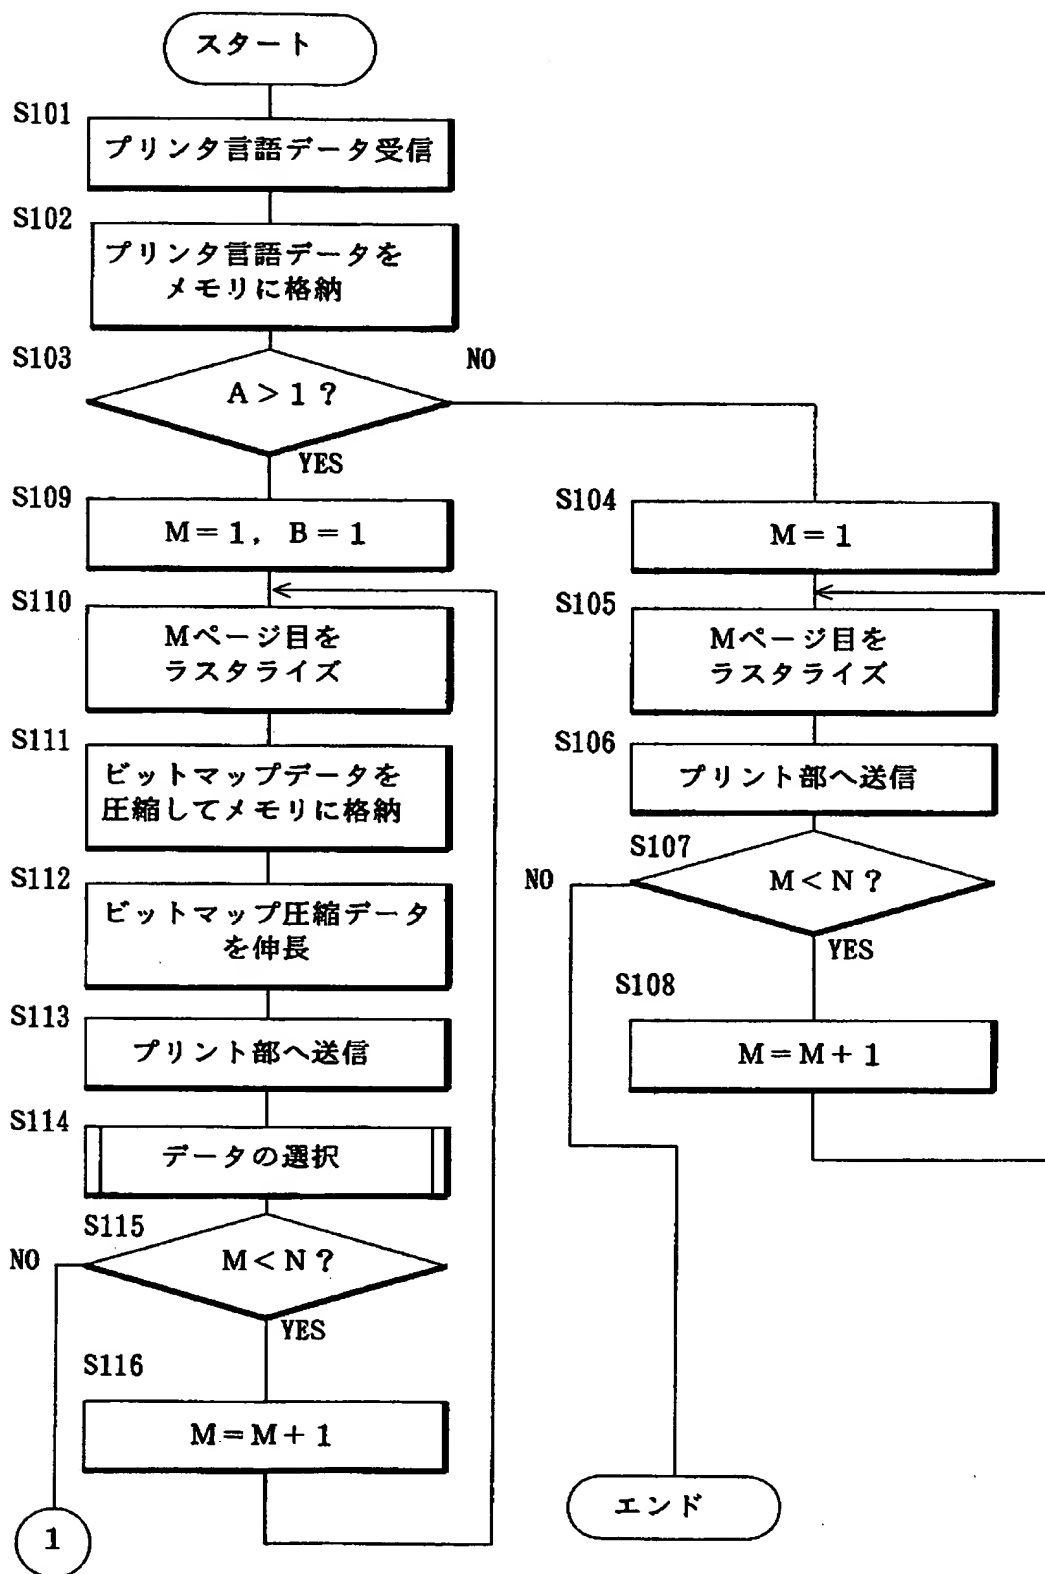 スタート
S101
プリンタ言語データ受信
S102
プリンタ言語データを
メモリに格納
S103
A>1?
NO
YES
S109
M=1, B=1
S110
Mページ目を
ラスタライズ
S111
ビットマップデータを
圧縮してメモリに格納
S112
ビットマップ圧縮データ
を伸長
S113
プリント部へ送信
S114
データの選択
S115
NO
M<N?
YES
S116
M=M+1
1
S104
M=1
S105
Mページ目を
ラスタライズ
S106
プリント部へ送信
S107
NO
M<N?
YES
S108
M=M+1
エンド